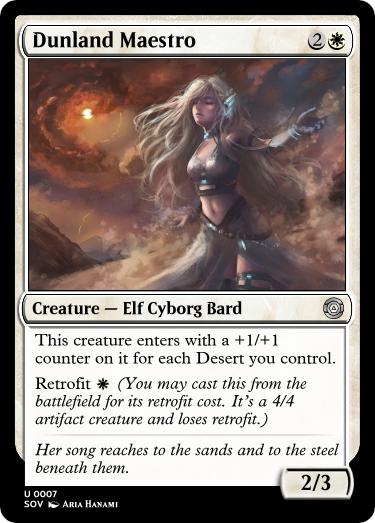 Dunland Maestro 2
Creature — Elf Cyborg Bard
This creature enters with a +1/+1
counter on it for each Desert you control.
Retrofit (You may cast this from the
battlefield for its retrofit cost. It's a 4/4
artifact creature and loses retrofit.)
Her song reaches to the sands and to the steel
beneath them.
2/3
U 0007
SOV Aria Hanami